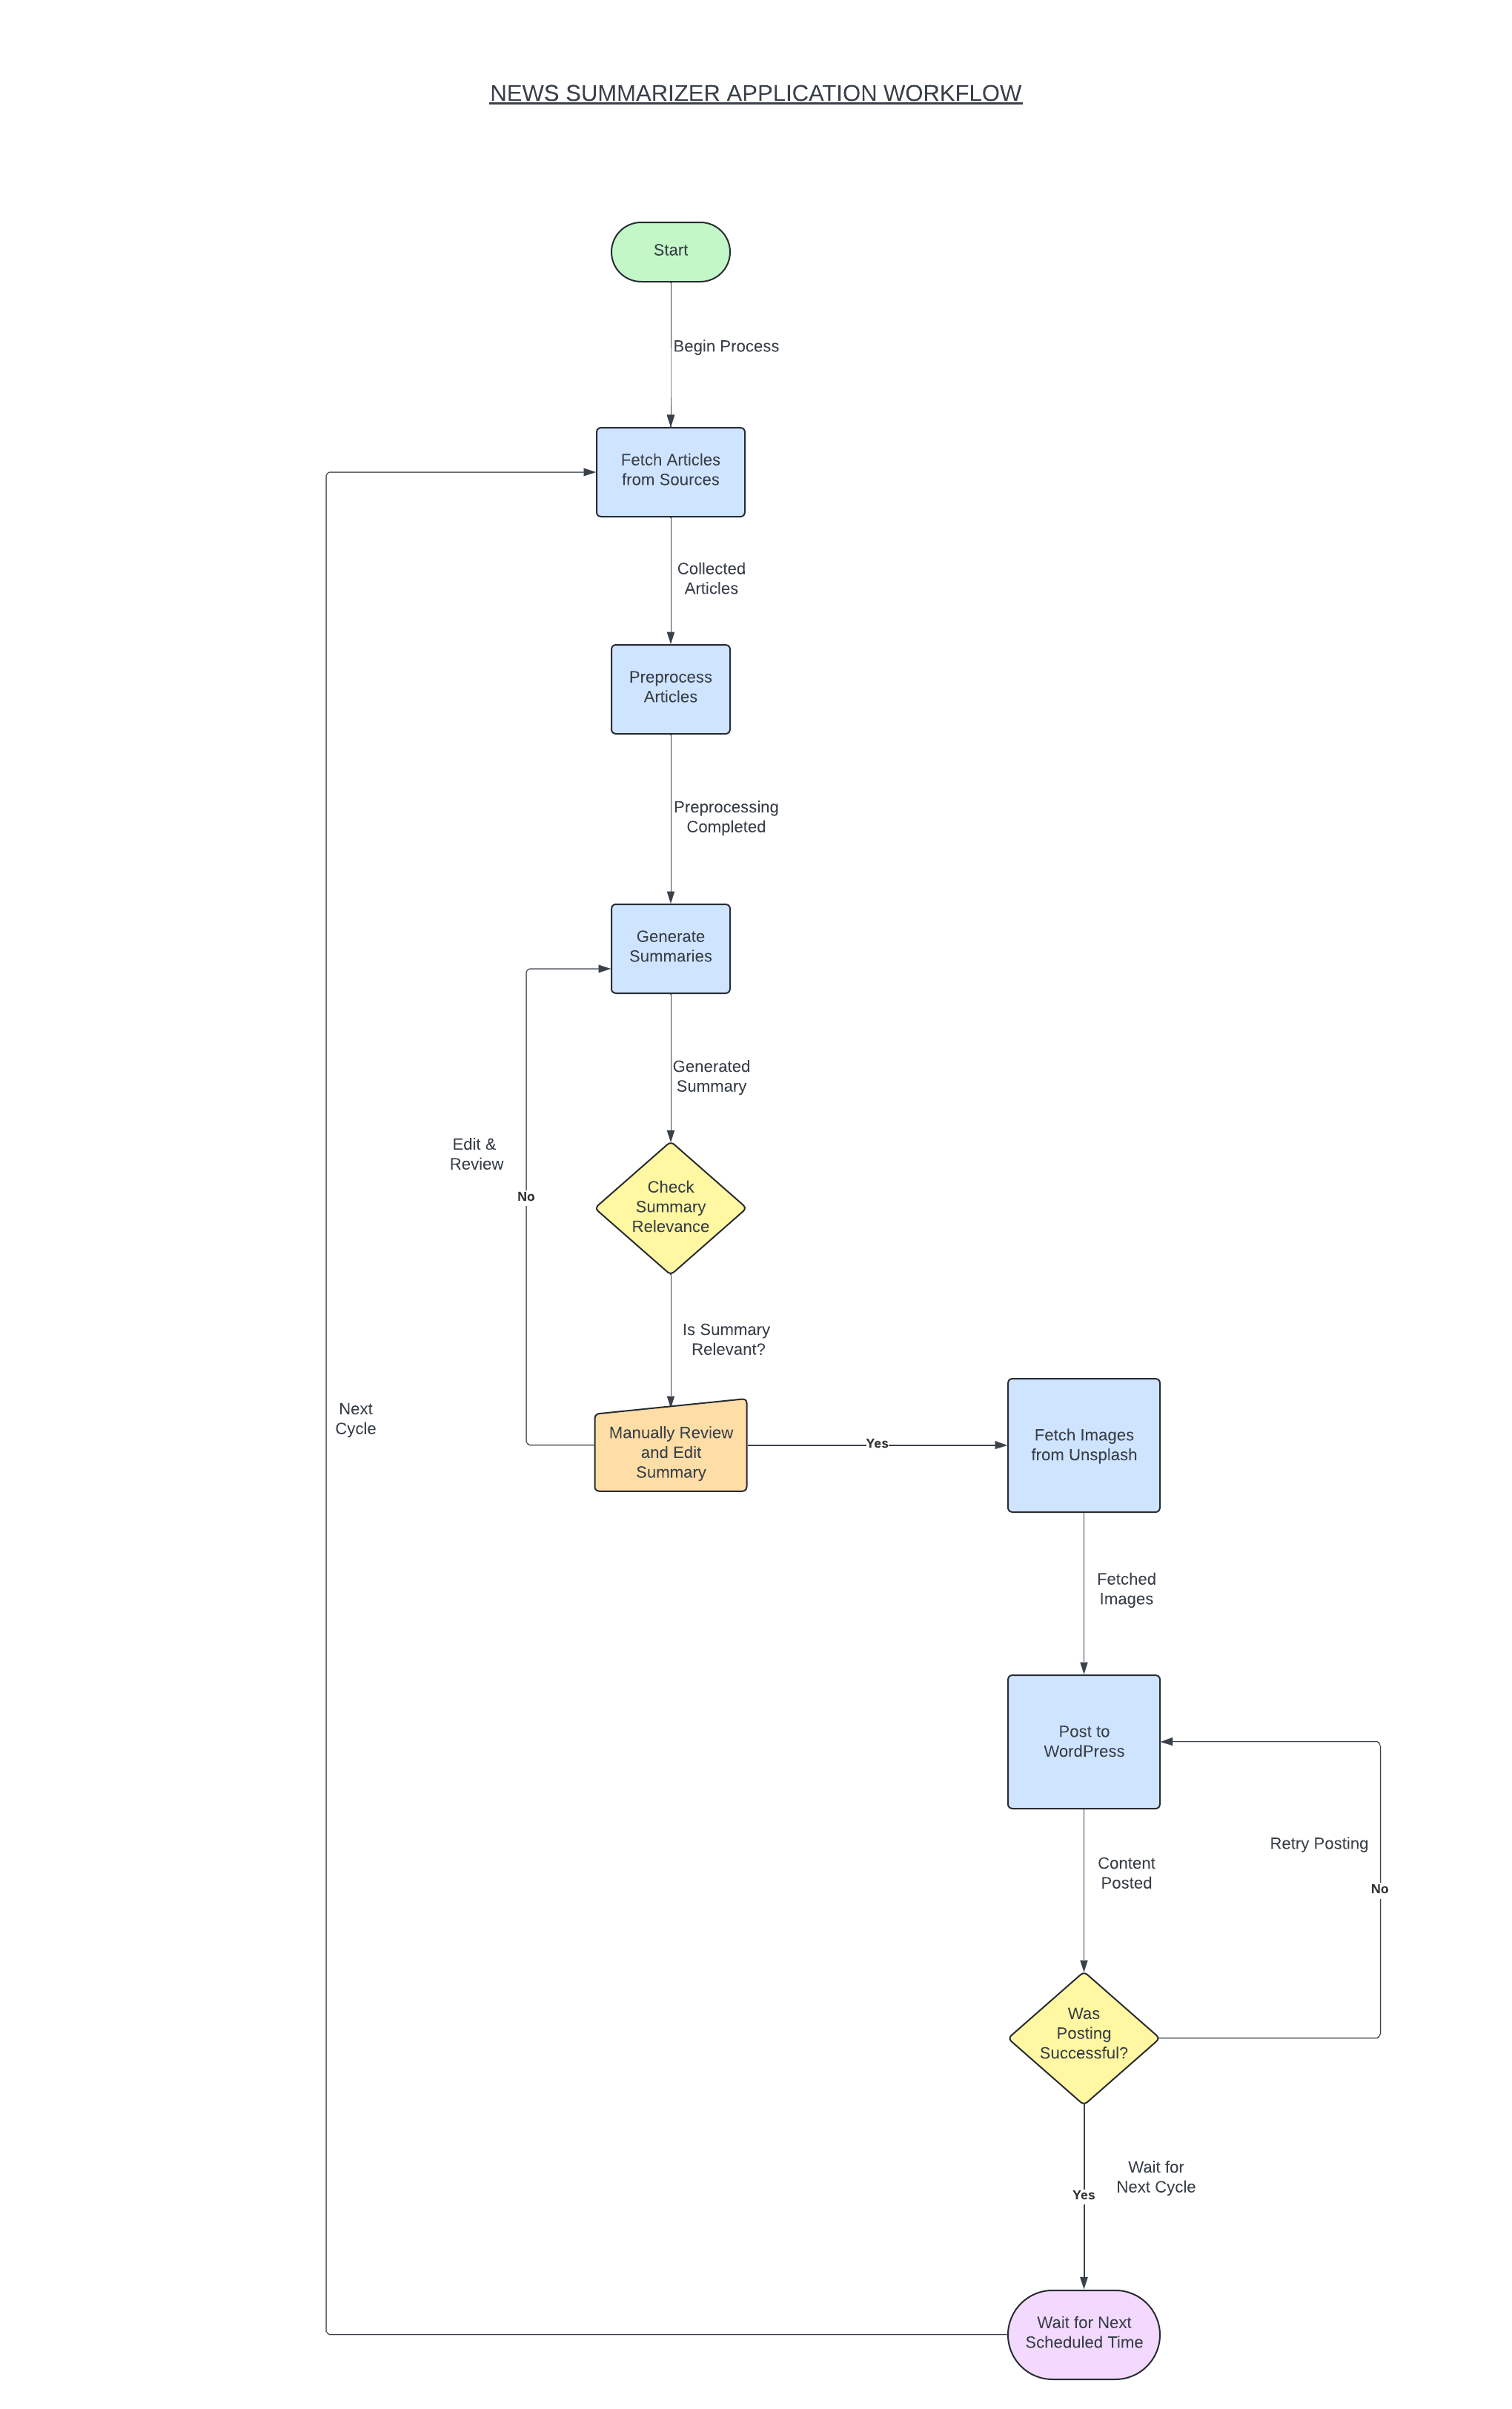 NEWS SUMMARIZER APPLICATION WORKFLOW
Start
Begin Process
Fetch Articles
from Sources
Collected
Articles
Preprocess
Articles
Preprocessing
Completed
Generate
Summaries
Generated
Summary
Edit &
Review
No
Check
Summary
Relevance
Is Summary
Relevant?
Next
Cycle
Manually Review
and Edit
Summary
Yes
Fetch Images
from Unsplash
Fetched
Images
Post to
WordPress
Retry Posting
Content
Posted
No
Was
Posting
Successful?
Wait for
Next Cycle
Yes
Wait for Next
Scheduled Time